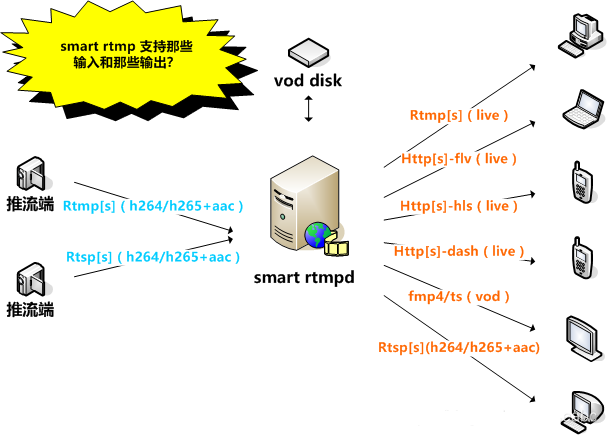 smart rtmp 支持那些
输入和那些输出?
vod disk
推流端
Rtmp[s]（h264/h265+aac）
Rtsp[s]（h264/h265+aac）
推流端
smart rtmpd
Rtmp[s]（live）
Http[s]-flv（live）
Http[s]-hls（live）
Http[s]-dash（live）
fmp4/ts（vod）
Rtsp[s](h264/h265+aac)